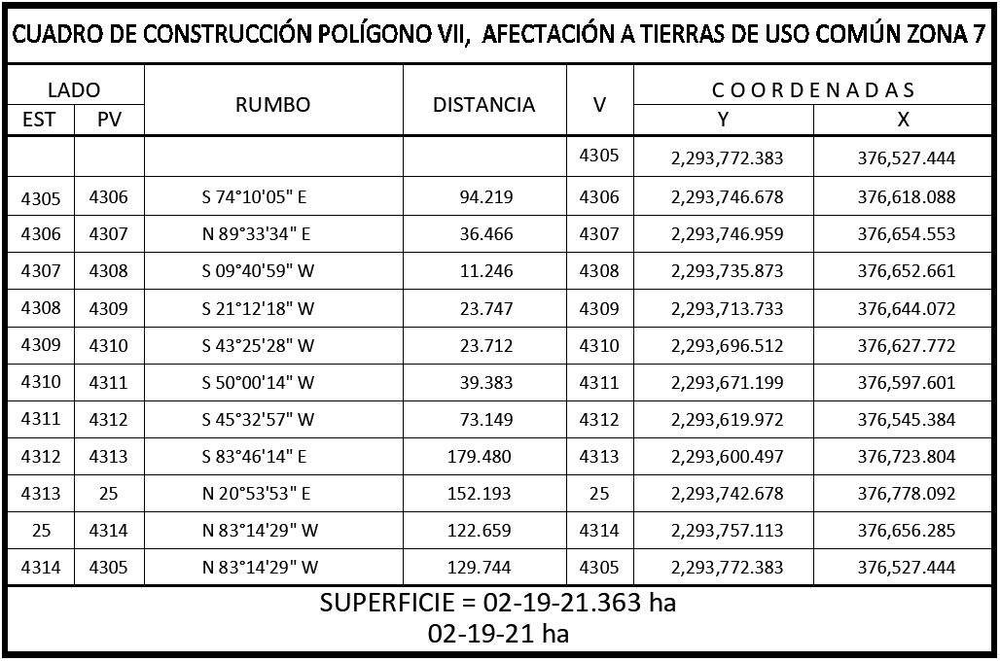 CUADRO DE CONSTRUCCIÓN POLÍGONO VII, AFECTACIÓN A TIERRAS DE USO COMÚN ZONA 7
LADO RUMBO DISTANCIA V C O O R D E N A D A S
EST PV Y X
4305 2,293,772.383 376,527.444
4305 4306 S 74°10'05" E 94.219 4306 2,293,746.678 376,618.088
4306 4307 N 89°33'34" E 36.466 4307 2,293,746.959 376,654.553
4307 4308 S 09°40'59" W 11.246 4308 2,293,735.873 376,652.661
4308 4309 S 21°12'18" W 23.747 4309 2,293,713.733 376,644.072
4309 4310 S 43°25'28" W 23.712 4310 2,293,696.512 376,627.772
4310 4311 S 50°00'14" W 39.383 4311 2,293,671.199 376,597.601
4311 4312 S 45°32'57" W 73.149 4312 2,293,619.972 376,545.384
4312 4313 S 83°46'14" E 179.480 4313 2,293,600.497 376,723.804
4313 25 N 20°53'53" E 152.193 25 2,293,742.678 376,778.092
25 4314 N 83°14'29" W 122.659 4314 2,293,757.113 376,656.285
4314 4305 N 83°14'29" W 129.744 4305 2,293,772.383 376,527.444
SUPERFICIE = 02-19-21.363 ha
02-19-21 ha